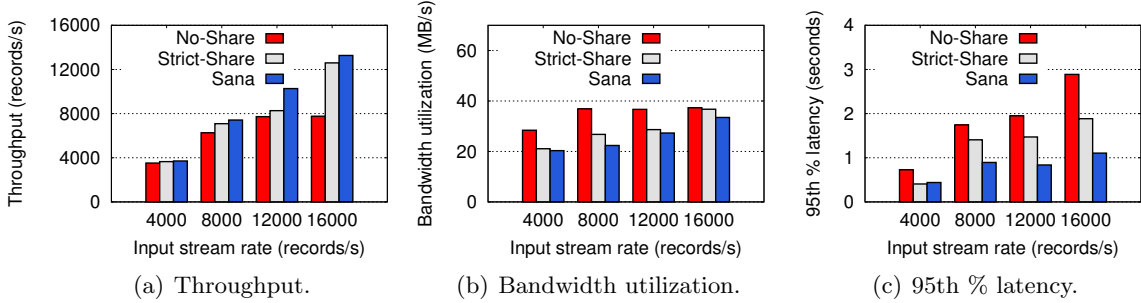 Throughput (records/s)
16000
12000
8000
4000
0
No-Share
Strict-Share
Sana
4000 8000 12000 16000
Input stream rate (records/s)
(a) Throughput.
Bandwidth utilization (MB/s)
60
40
20
0
No-Share
Strict-Share
Sana
4000 8000 12000 16000
Input stream rate (records/s)
(b) Bandwidth utilization.
95th % latency (seconds)
4
3
2
1
0
No-Share
Strict-Share
Sana
4000 8000 12000 16000
Input stream rate (records/s)
(c) 95th % latency.